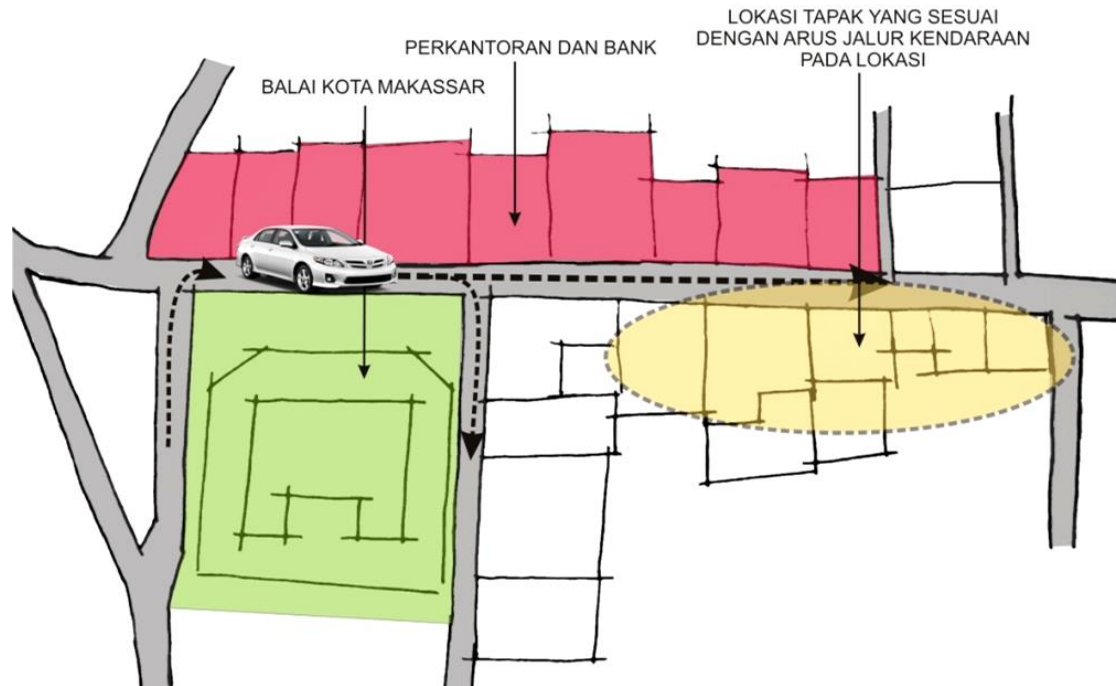 LOKASI TAPAK YANG SESUAI
DENGAN ARUS JALUR KENDARAAN
PADA LOKASI
PERKANTORAN DAN BANK
BALAI KOTA MAKASSAR